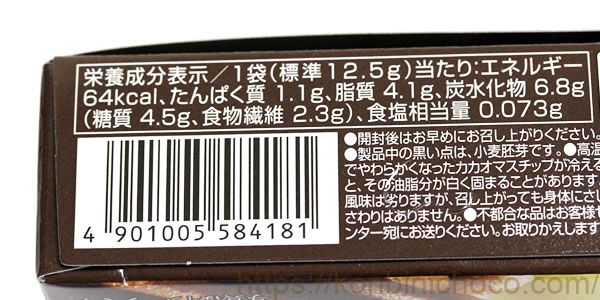 栄養成分表示／1袋(標準12.5g)当たり:エネルギー
64kcal、たんぱく質 1.1g、脂質 4.1g、炭水化物 6.8g
(糖質 4.5g、食物繊維 2.3g)、食塩相当量 0.073g
●開封後はお早めにお召し上がりください。
●製品中の黒い点は、小麦胚芽です。●高温
でやわらかくなったカカオマスチップが冷える
と、その油脂分が白く固まることがあります
風味は劣りますが、召し上がっても身体にさ
さわりはありません。●不都合な品はお客様セ
ンター宛にお送りください。お取りかえします
4 901005 584181
https://konbinichoco.com/